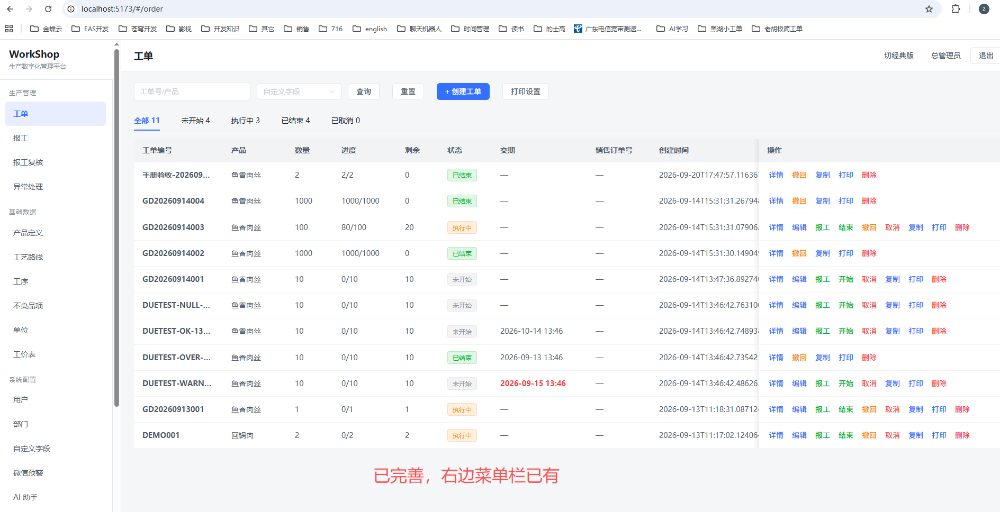 localhost:5173/#/order
z
金蝶云 EAS开发 苍穹开发 影视 开发知识 其它 销售 716 english 聊天机器人 时间管理 读书 的士高 广东电信宽带测速... AI学习 黑湖小工单 老胡极简工单
WorkShop
生产数字化管理平台
工单
切经典版 总管理员 退出
生产管理
工单
报工
报工复核
异常处理
基础数据
产品定义
工艺路线
工序
不良品项
单位
工价表
系统配置
用户
部门
自定义字段
微信预警
AI 助手
工单号/产品 自定义字段 查询 重置 + 创建工单 打印设置
全部 11 未开始 4 执行中 3 已结束 4 已取消 0
工单编号 产品 数量 进度 剩余 状态 交期 销售订单号 创建时间 操作
手册验收-202609... 鱼香肉丝 2 2/2 0 已结束 — — 2026-09-20T17:47:57.11636 详情 撤回 复制 打印 删除
GD20260914004 鱼香肉丝 1000 1000/1000 0 已结束 — — 2026-09-14T15:31:31.26794 详情 撤回 复制 打印 删除
GD20260914003 鱼香肉丝 100 80/100 20 执行中 — — 2026-09-14T15:31:31.07906 详情 编辑 报工 结束 撤回 取消 复制 打印 删除
GD20260914002 鱼香肉丝 1000 1000/1000 0 已结束 — — 2026-09-14T15:31:30.14904 详情 撤回 复制 打印 删除
GD20260914001 鱼香肉丝 10 0/10 10 未开始 — — 2026-09-14T13:47:36.89274 详情 编辑 报工 开始 取消 复制 打印 删除
DUETEST-NULL-... 鱼香肉丝 10 0/10 10 未开始 — — 2026-09-14T13:46:42.76310 详情 编辑 报工 开始 取消 复制 打印 删除
DUETEST-OK-13... 鱼香肉丝 10 0/10 10 未开始 2026-10-14 13:46 — 2026-09-14T13:46:42.74893 详情 编辑 报工 开始 取消 复制 打印 删除
DUETEST-OVER-... 鱼香肉丝 10 0/10 10 已结束 2026-09-13 13:46 — 2026-09-14T13:46:42.73542 详情 撤回 复制 打印 删除
DUETEST-WARN... 鱼香肉丝 10 0/10 10 未开始 2026-09-15 13:46 — 2026-09-14T13:46:42.48626 详情 编辑 报工 开始 取消 复制 打印 删除
GD20260913001 鱼香肉丝 1 0/1 1 执行中 — — 2026-09-13T11:18:31.08712 详情 编辑 报工 结束 撤回 取消 复制 打印 删除
DEMO001 回锅肉 2 0/2 2 执行中 — — 2026-09-13T11:17:02.12406 详情 编辑 报工 结束 撤回 取消 复制 打印 删除
已完善，右边菜单栏已有